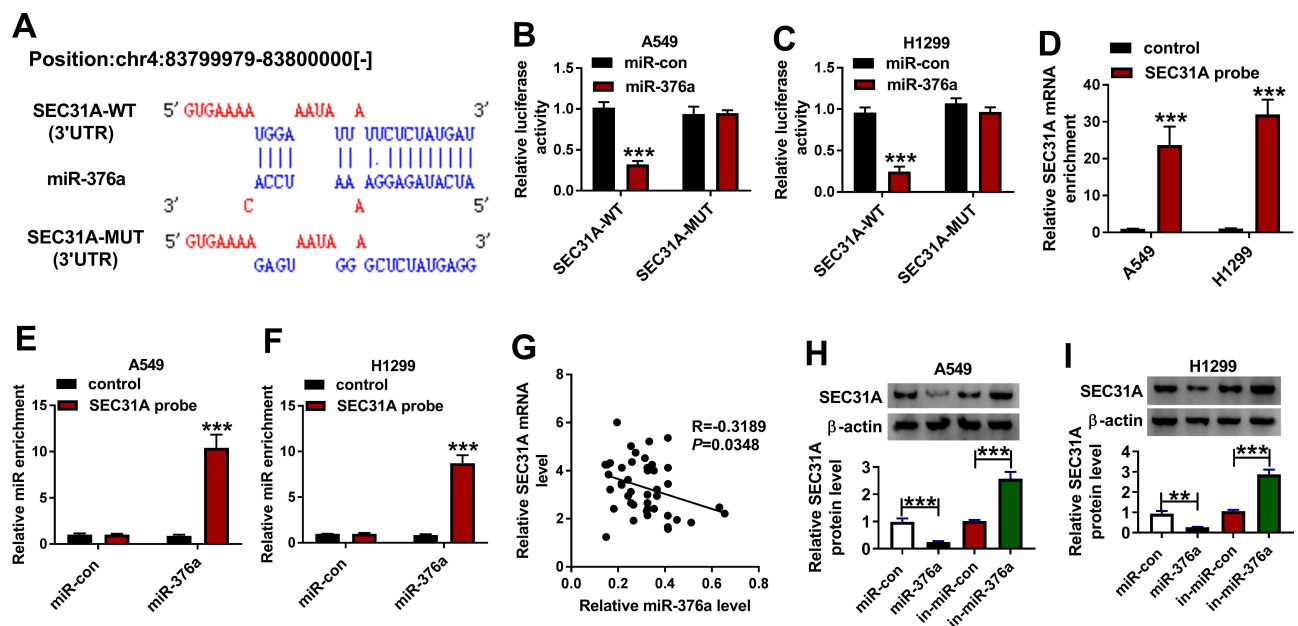 A
Position:chr4:83799979-83800000[-]
SEC31A-WT
(3'UTR)
5' GUGAAAA AAUA A 3'
UGGA UU UUCUCUAUGAU
miR-376a
ACCU AA AGGAGAUACUA
3' C A 5'
SEC31A-MUT
(3'UTR)
5' GUGAAAA AAUA A 3'
GAGU GG GCUCUAUGAGG
B
A549
miR-con
miR-376a
Relative luciferase
activity
1.5
1.0
0.5
0.0
***
SEC31A-WT
SEC31A-MUT
C
H1299
miR-con
miR-376a
Relative luciferase
activity
1.5
1.0
0.5
0.0
***
SEC31A-WT
SEC31A-MUT
D
control
SEC31A probe
Relative SEC31A mRNA
enrichment
40
30
20
10
0
***
***
A549
H1299
E
A549
control
SEC31A probe
Relative miR enrichment
15
10
5
0
***
miR-con
miR-376a
F
H1299
control
SEC31A probe
Relative miR enrichment
15
10
5
0
***
miR-con
miR-376a
G
Relative SEC31A mRNA
level
8
6
4
2
0
R=-0.3189
P=0.0348
0.0 0.2 0.4 0.6 0.8
Relative miR-376a level
H
A549
SEC31A
β-actin
Relative SEC31A
protein level
3
2
1
0
***
***
miR-con
miR-376a
in-miR-con
in-miR-376a
I
H1299
SEC31A
β-actin
Relative SEC31A
protein level
4
3
2
1
0
**
***
miR-con
miR-376a
in-miR-con
in-miR-376a